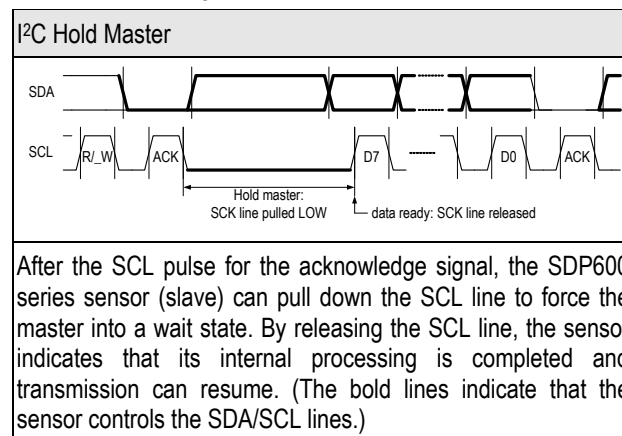 I²C Hold Master
SDA
SCL
R/_W
ACK
D7
D0
ACK
Hold master:
SCK line pulled LOW
data ready: SCK line released
After the SCL pulse for the acknowledge signal, the SDP600
series sensor (slave) can pull down the SCL line to force the
master into a wait state. By releasing the SCL line, the senso
indicates that its internal processing is completed and
transmission can resume. (The bold lines indicate that the
sensor controls the SDA/SCL lines.)